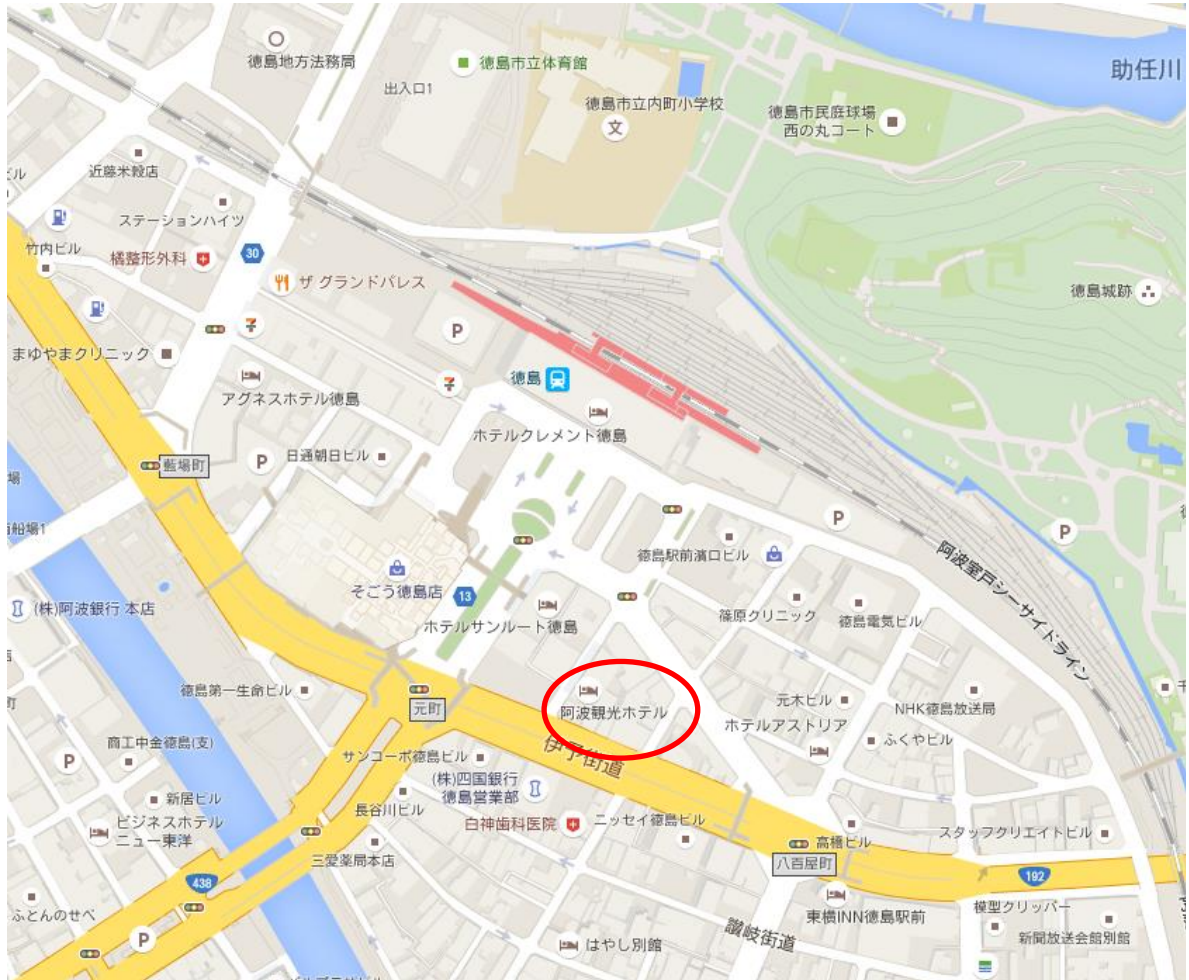 徳島地方法務局
徳島市立体育館
出入口1
徳島市立内町小学校
文
徳島市民庭球場
西の丸コート
助任川
近藤米穀店
ビル
ステーションハイツ
竹内ビル
橘整形外科
30
ザ グランドパレス
徳島城跡
P
まゆやまクリニック
徳島
アグネスホテル徳島
ホテルクレメント徳島
日通朝日ビル
P
藍場町
場
船場1
P
P
徳島駅前濱口ビル
阿波室戸シーサイドライン
(株)阿波銀行 本店
そごう徳島店
13
ホテルサンルート徳島
篠原クリニック
徳島電気ビル
徳島第一生命ビル
元町
阿波観光ホテル
元木ビル
NHK徳島放送局
ホテルアストリア
町
商工中金徳島(支)
P
サンコーポ徳島ビル
伊予街道
ふくやビル
(株)四国銀行
徳島営業部
新居ビル
長谷川ビル
ビジネスホテル
ニュー東洋
白神歯科医院
ニッセイ徳島ビル
高橋ビル
スタッフクリエイトビル
三愛薬局本店
八百屋町
438
192
ふとんのせべ
東横INN徳島駅前
模型クリッパー
P
はやし別館
讃岐街道
新聞放送会館別館